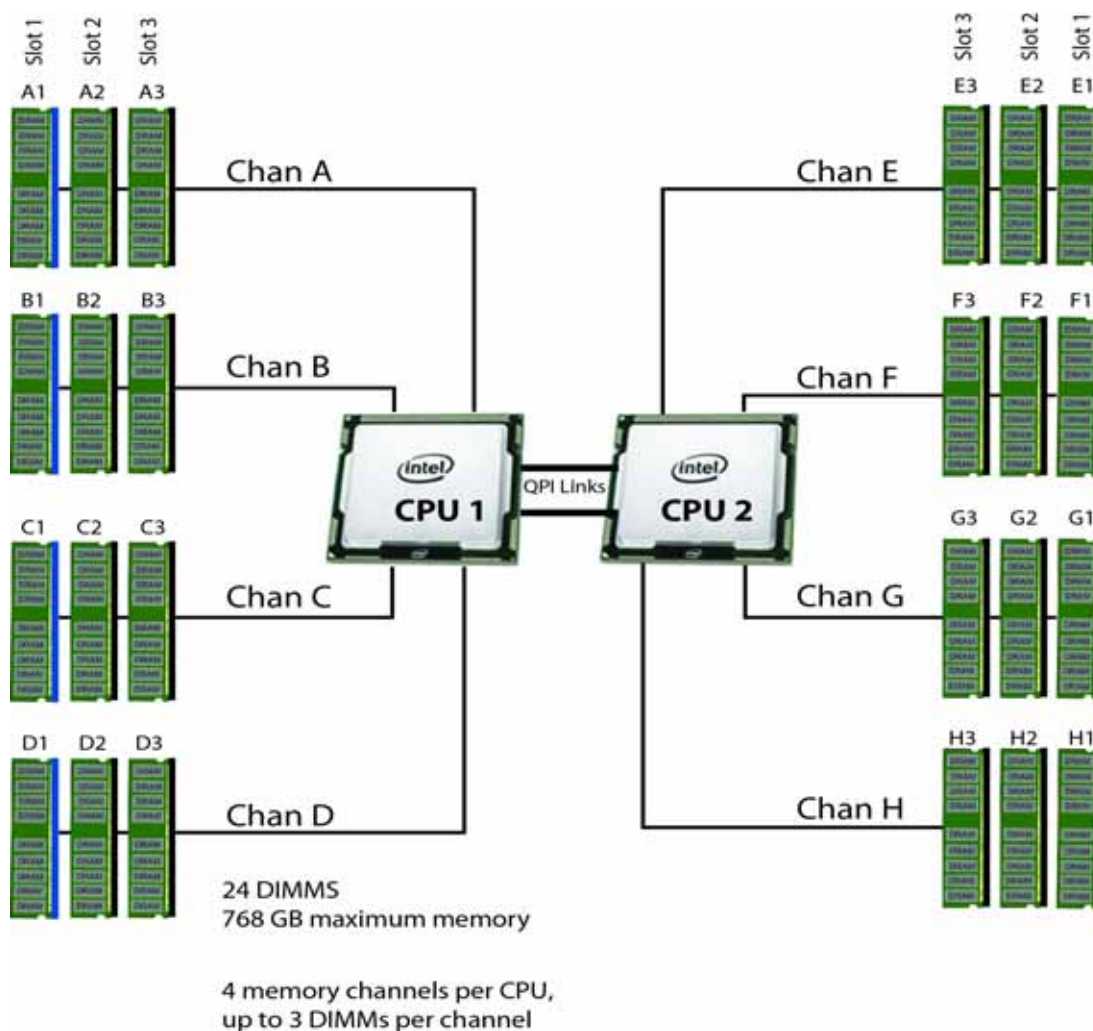 Slot 1 Slot 2 Slot 3
Slot 3 Slot 2 Slot 1
A1 A2 A3
E3 E2 E1
Chan A
Chan E
B1 B2 B3
F3 F2 F1
Chan B
Chan F
intel
CPU 1
QPI Links
intel
CPU 2
C1 C2 C3
G3 G2 G1
Chan C
Chan G
D1 D2 D3
H3 H2 H1
Chan D
Chan H
24 DIMMS
768 GB maximum memory
4 memory channels per CPU,
up to 3 DIMMs per channel